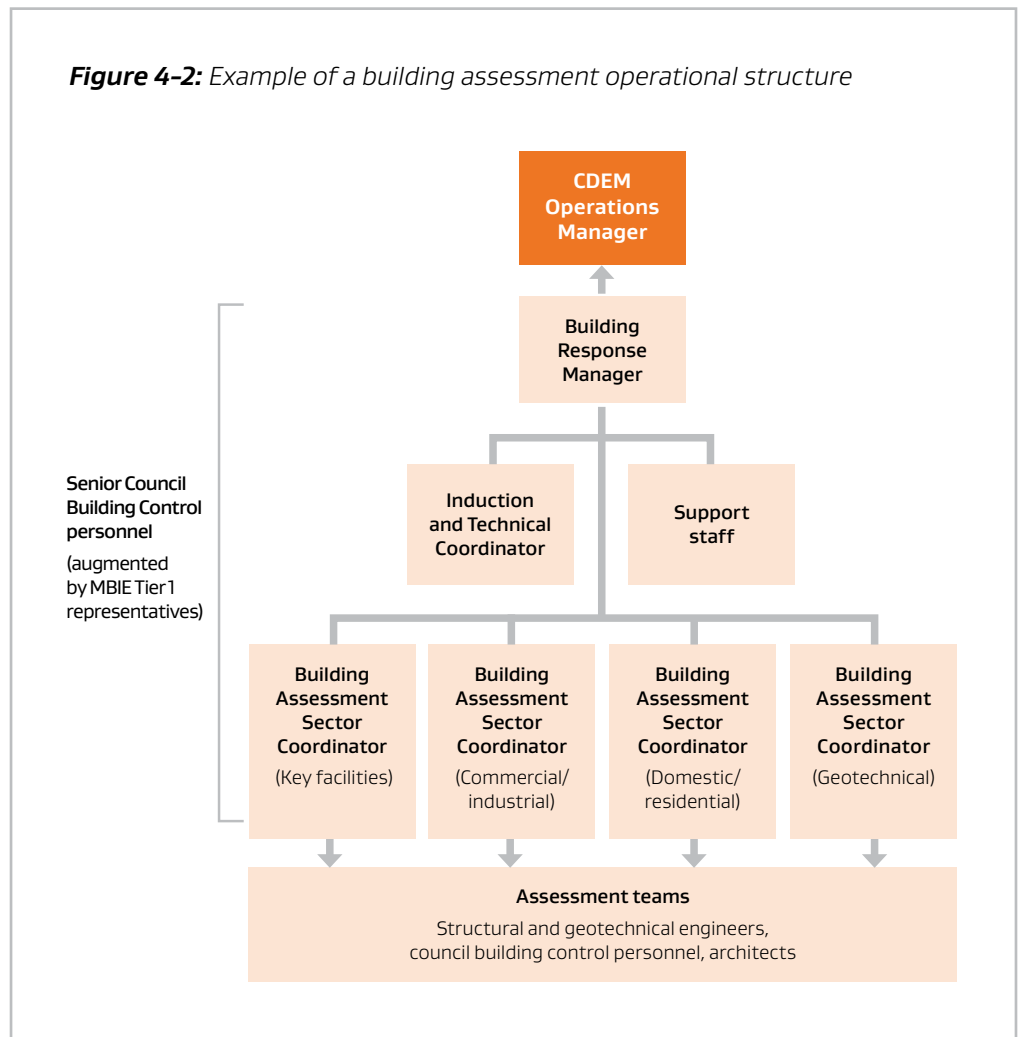 Figure 4-2: Example of a building assessment operational structure
CDEM
Operations
Manager
Building
Response
Manager
Senior Council
Building Control
personnel
(augmented
by MBIE Tier 1
representatives)
Induction
and Technical
Coordinator
Support
staff
Building
Assessment
Sector
Coordinator
(Key facilities)
Building
Assessment
Sector
Coordinator
(Commercial/
industrial)
Building
Assessment
Sector
Coordinator
(Domestic/
residential)
Building
Assessment
Sector
Coordinator
(Geotechnical)
Assessment teams
Structural and geotechnical engineers,
council building control personnel, architects